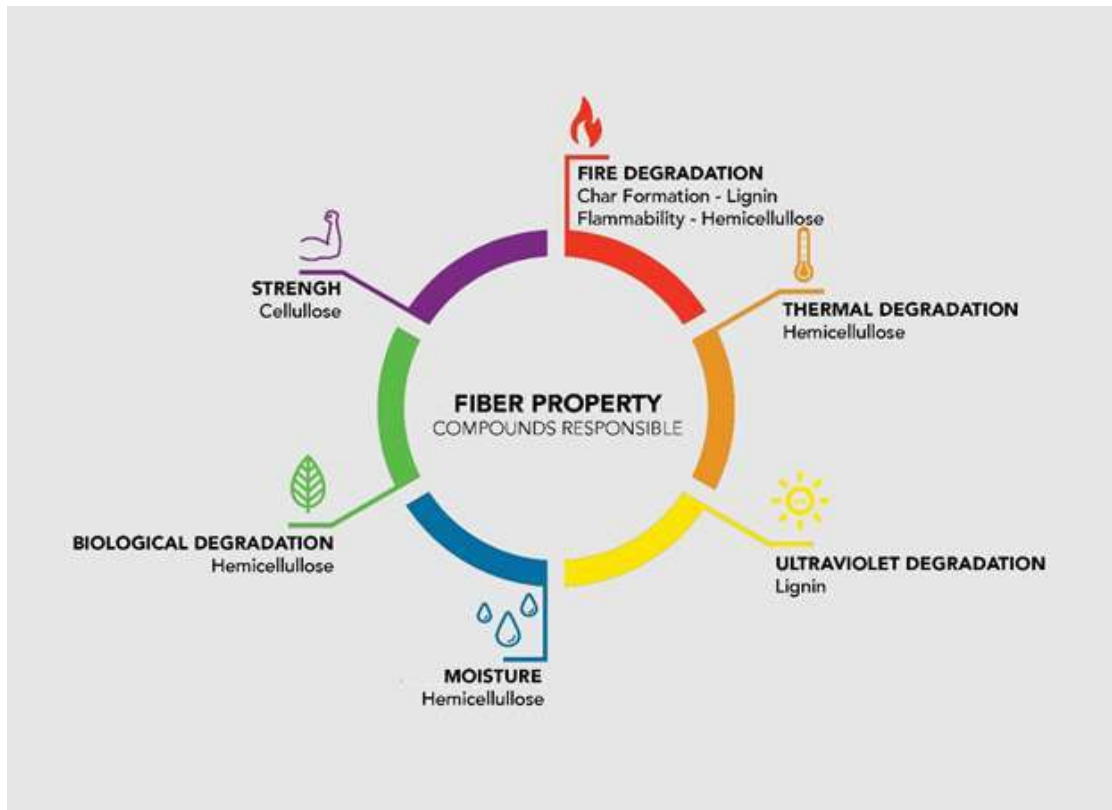 FIRE DEGRADATION
Char Formation - Lignin
Flammability - Hemicellullose
THERMAL DEGRADATION
Hemicellullose
ULTRAVIOLET DEGRADATION
Lignin
MOISTURE
Hemicellullose
BIOLOGICAL DEGRADATION
Hemicellullose
STRENGH
Cellullose
FIBER PROPERTY
COMPOUNDS RESPONSIBLE